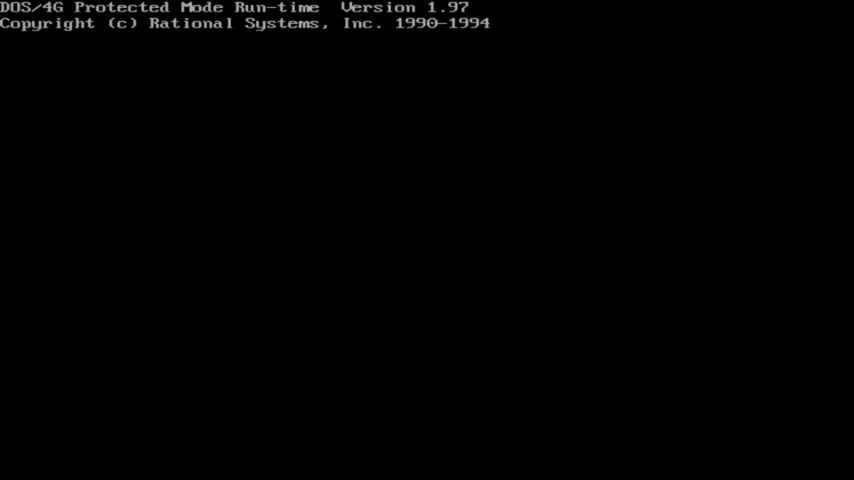 DOS/4G Protected Mode Run-time  Version 1.97
Copyright (c) Rational Systems, Inc. 1990-1994